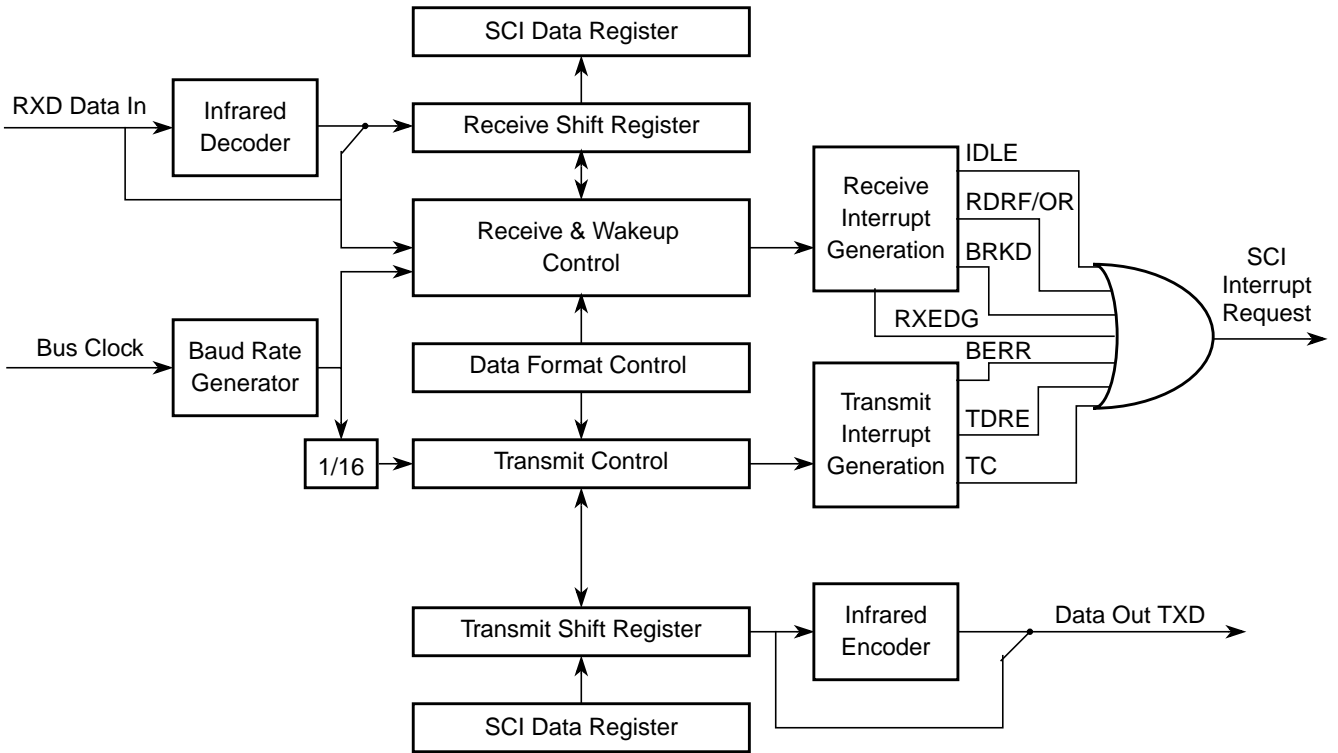 SCI Data Register
RXD Data In
Infrared
Decoder
Receive Shift Register
Receive & Wakeup
Control
Receive
Interrupt
Generation
IDLE
RDRF/OR
BRKD
RXEDG
SCI
Interrupt
Request
Bus Clock
Baud Rate
Generator
Data Format Control
BERR
Transmit
Interrupt
Generation
TDRE
TC
1/16
Transmit Control
Transmit Shift Register
Infrared
Encoder
Data Out TXD
SCI Data Register